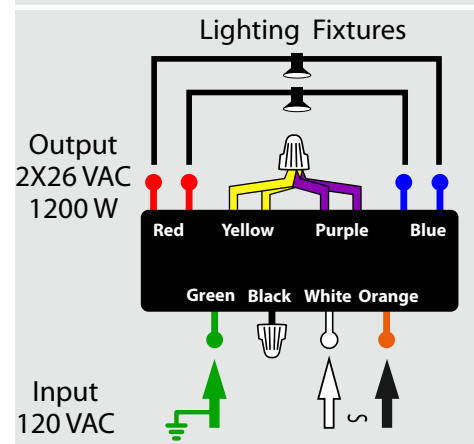 Lighting Fixtures
Output
2X26 VAC
1200 W
Red Yellow Purple Blue
Green Black White Orange
Input
120 VAC